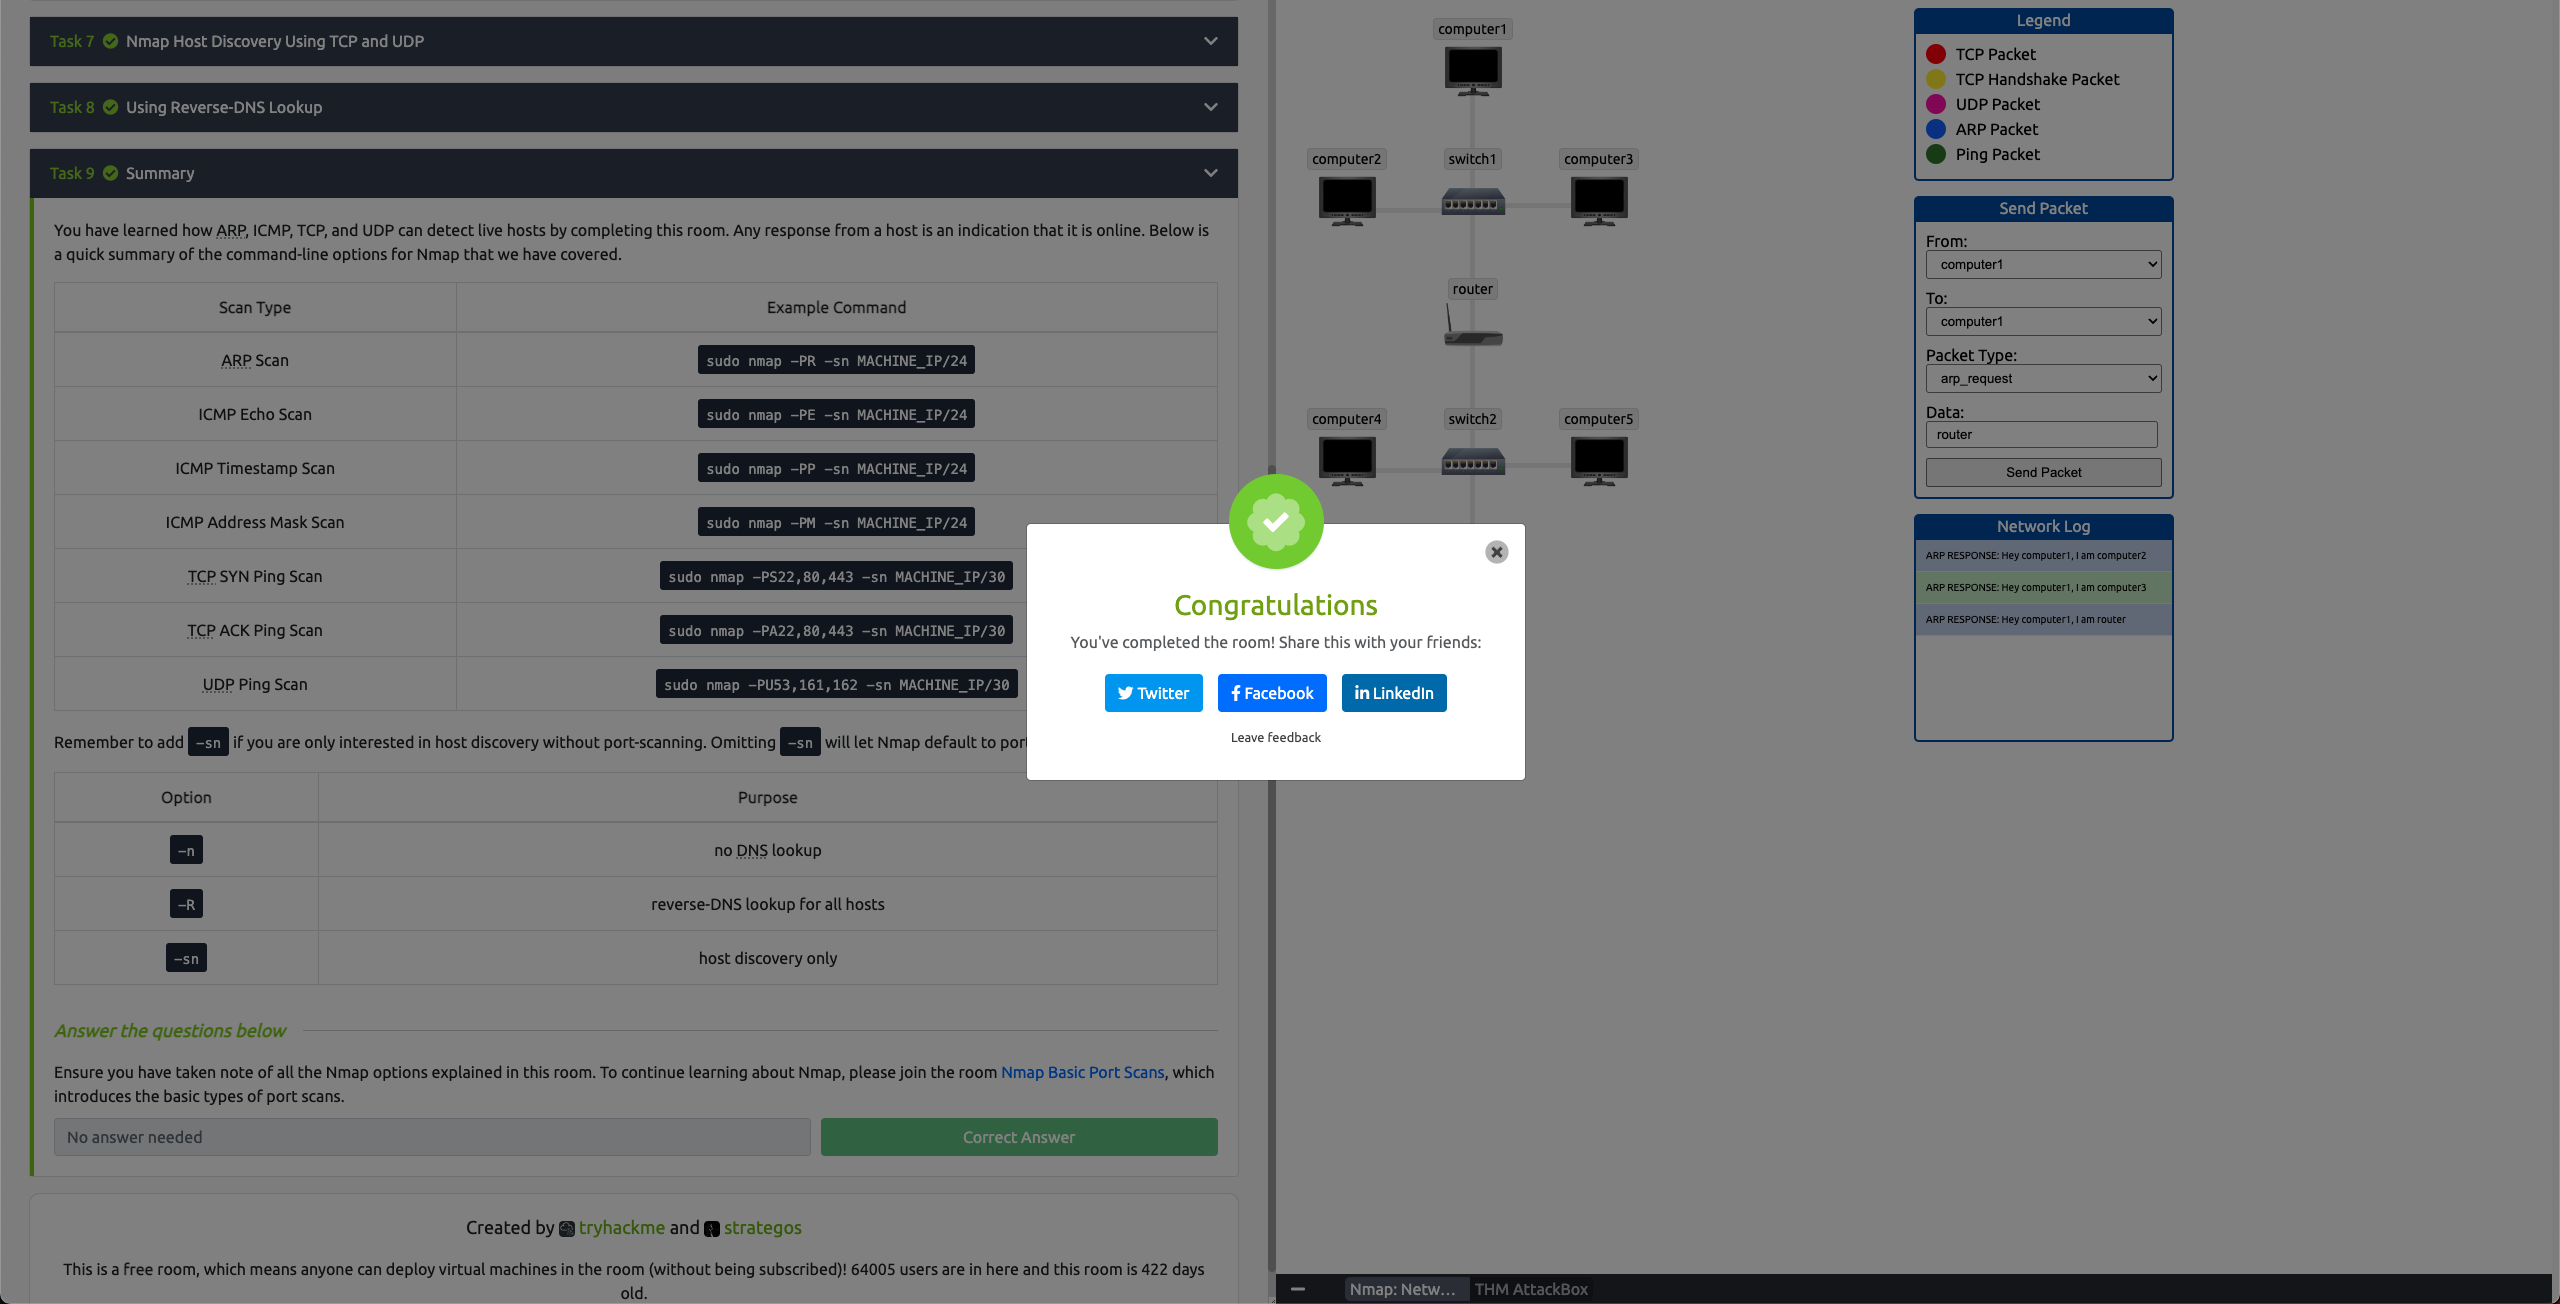 Task 7 Nmap Host Discovery Using TCP and UDP
Task 8 Using Reverse-DNS Lookup
Task 9 Summary
You have learned how ARP, ICMP, TCP, and UDP can detect live hosts by completing this room. Any response from a host is an indication that it is online. Below is
a quick summary of the command-line options for Nmap that we have covered.
Scan Type Example Command
ARP Scan sudo nmap -PR -sn MACHINE_IP/24
ICMP Echo Scan sudo nmap -PE -sn MACHINE_IP/24
ICMP Timestamp Scan sudo nmap -PP -sn MACHINE_IP/24
ICMP Address Mask Scan sudo nmap -PM -sn MACHINE_IP/24
TCP SYN Ping Scan sudo nmap -PS22,80,443 -sn MACHINE_IP/30
TCP ACK Ping Scan sudo nmap -PA22,80,443 -sn MACHINE_IP/30
UDP Ping Scan sudo nmap -PU53,161,162 -sn MACHINE_IP/30
Remember to add -sn if you are only interested in host discovery without port-scanning. Omitting -sn will let Nmap default to
Option Purpose
-n no DNS lookup
-R reverse-DNS lookup for all hosts
-sn host discovery only
Answer the questions below
Ensure you have taken note of all the Nmap options explained in this room. To continue learning about Nmap, please join the room Nmap Basic Port Scans, which
introduces the basic types of port scans.
No answer needed Correct Answer
Created by tryhackme and strategos
This is a free room, which means anyone can deploy virtual machines in the room (without being subscribed)! 64005 users are in here and this room is 422 days
old.
Congratulations
You've completed the room! Share this with your friends:
Twitter Facebook LinkedIn
Leave feedback
computer1
computer2 switch1 computer3
router
computer4 switch2 computer5
Legend
TCP Packet
TCP Handshake Packet
UDP Packet
ARP Packet
Ping Packet
Send Packet
From:
computer1
To:
computer1
Packet Type:
arp_request
Data:
router
Send Packet
Network Log
ARP RESPONSE: Hey computer1, I am computer2
ARP RESPONSE: Hey computer1, I am computer3
ARP RESPONSE: Hey computer1, I am router
Nmap: Netw... THM AttackBox